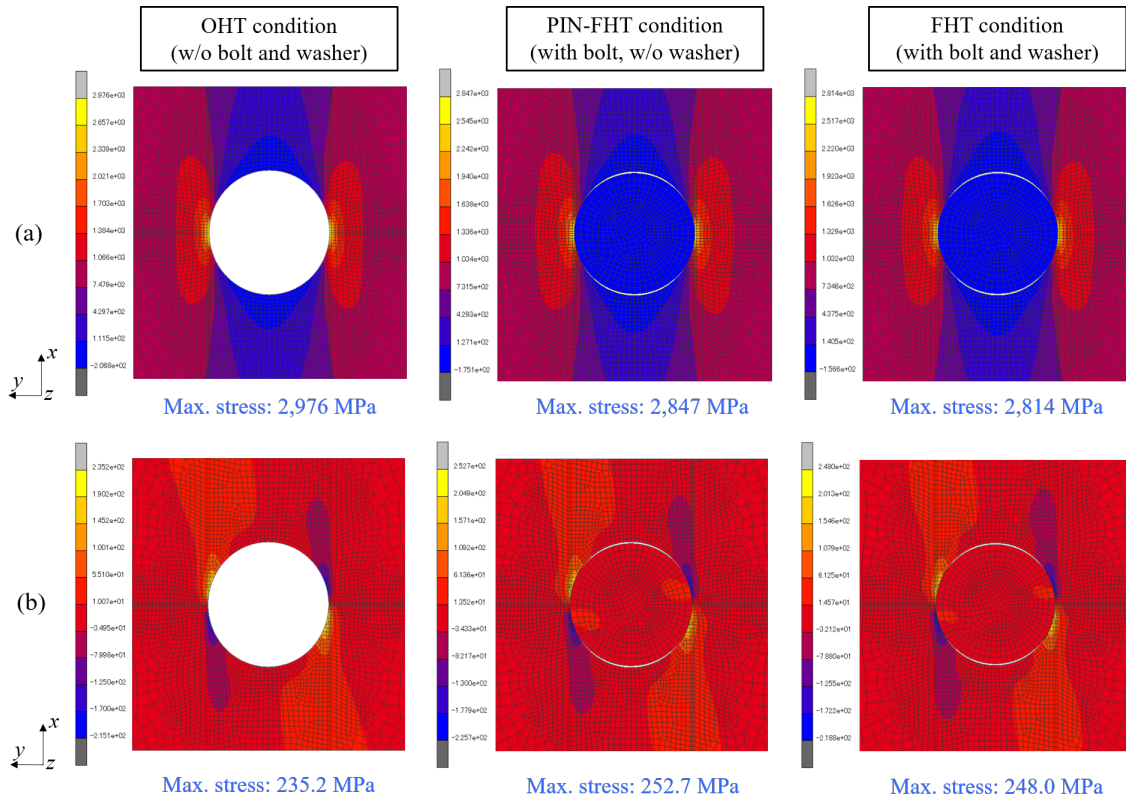 OHT condition
(w/o bolt and washer)
PIN-FHT condition
(with bolt, w/o washer)
FHT condition
(with bolt and washer)
(a)
2.976e+03
2.657e+03
2.339e+03
2.021e+03
1.702e+03
1.384e+03
1.066e+03
7.479e+02
4.297e+02
1.115e+02
-2.068e+02
2.847e+03
2.545e+03
2.242e+03
1.940e+03
1.638e+03
1.336e+03
1.034e+03
7.315e+02
4.293e+02
1.271e+02
-1.751e+02
2.814e+03
2.517e+03
2.220e+03
1.923e+03
1.626e+03
1.329e+03
1.032e+03
7.346e+02
4.375e+02
1.405e+02
-1.566e+02
x
y
z
Max. stress: 2,976 MPa
Max. stress: 2,847 MPa
Max. stress: 2,814 MPa
(b)
2.352e+02
1.902e+02
1.452e+02
1.001e+02
5.510e+01
1.007e+01
-3.495e+01
-7.998e+01
-1.250e+02
-1.700e+02
-2.151e+02
2.527e+02
2.049e+02
1.571e+02
1.092e+02
6.136e+01
1.352e+01
-3.433e+01
-8.217e+01
-1.300e+02
-1.779e+02
-2.257e+02
2.480e+02
2.013e+02
1.546e+02
1.079e+02
6.125e+01
1.457e+01
-3.212e+01
-7.880e+01
-1.255e+02
-1.722e+02
-2.188e+02
x
y
z
Max. stress: 235.2 MPa
Max. stress: 252.7 MPa
Max. stress: 248.0 MPa